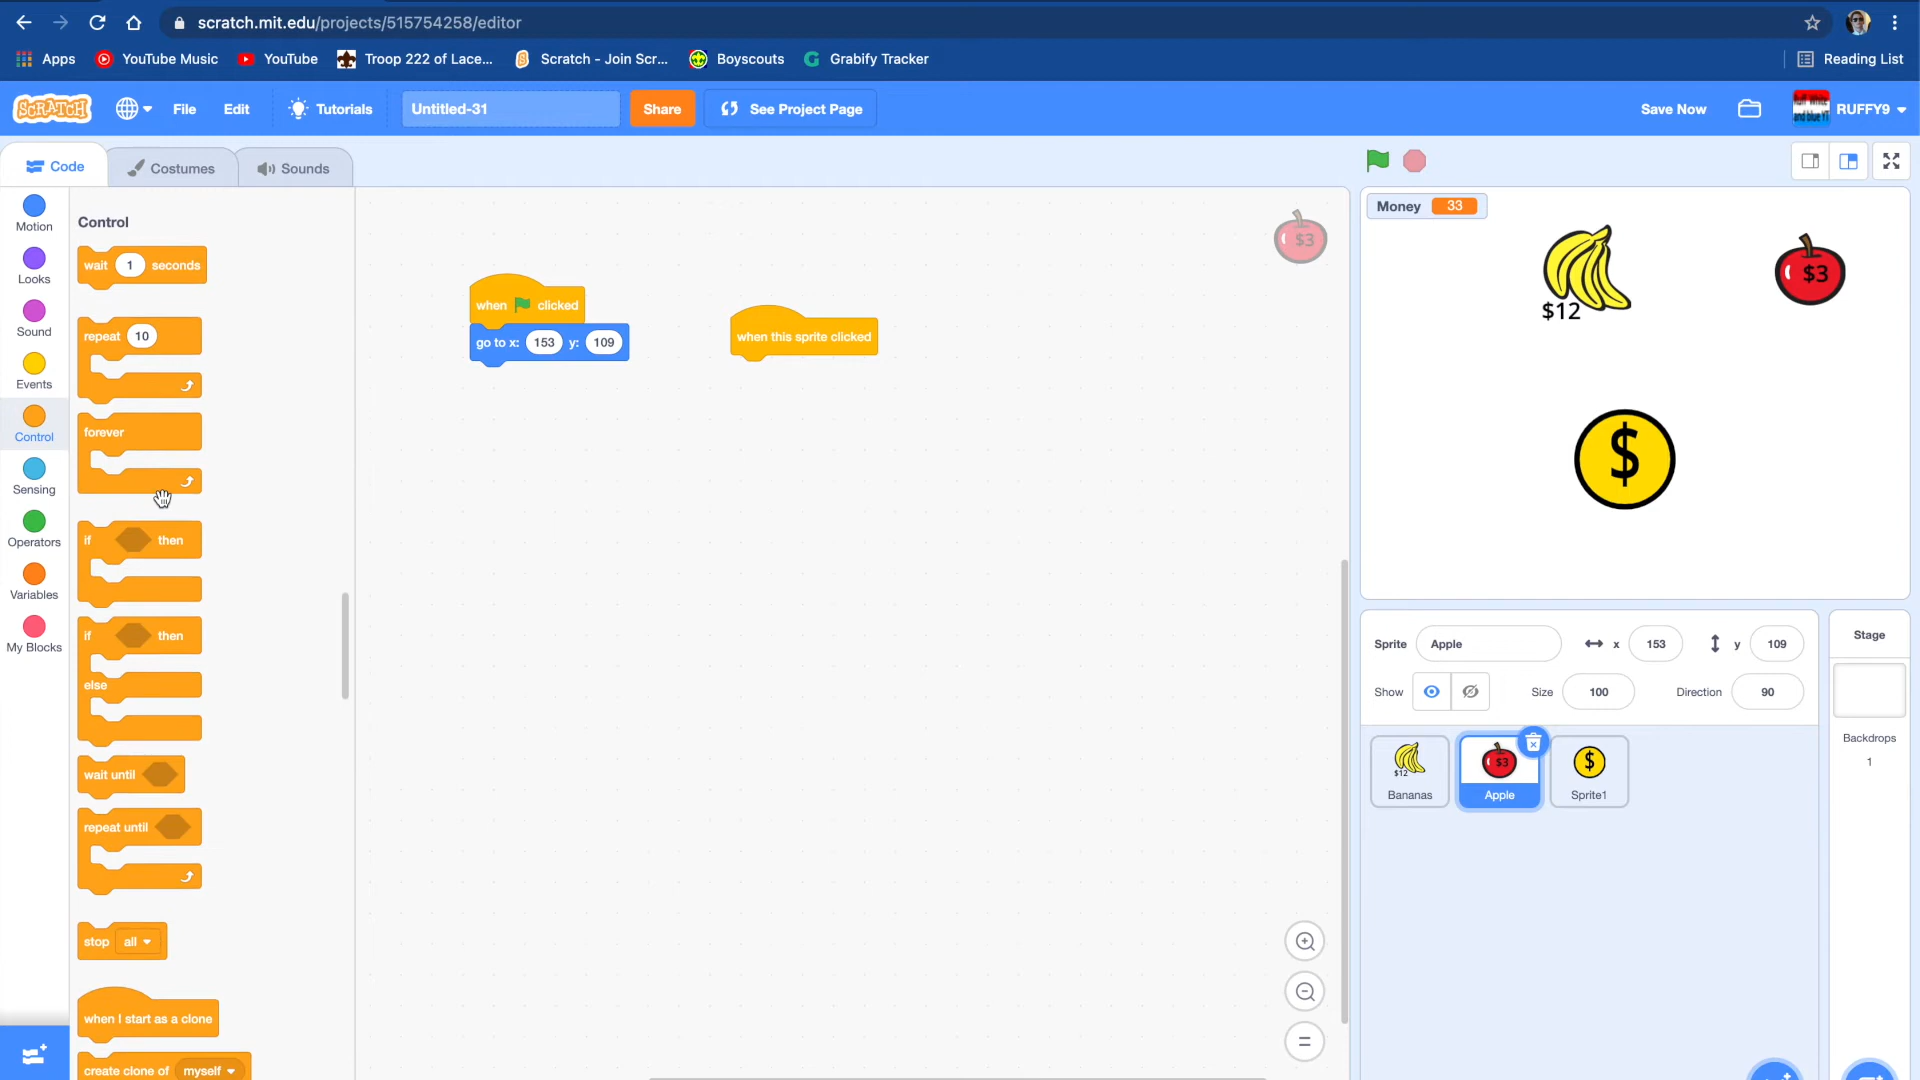 scratch.mit.edu/projects/515754258/editor
Apps
YouTube Music
YouTube
Troop 222 of Lace...
Scratch - Join Scr...
Boyscouts
Grabify Tracker
Reading List
SCRATCH
File
Edit
Tutorials
Untitled-31
Share
See Project Page
Save Now
RUFFY9
Code
Costumes
Sounds
Motion
Looks
Sound
Events
Control
Sensing
Operators
Variables
My Blocks
Control
wait 1 seconds
repeat 10
forever
if then
if then
else
wait until
repeat until
stop all
when I start as a clone
create clone of myself
when clicked
go to x: 153 y: 109
when this sprite clicked
$3
Money 33
$12
$3
$
Sprite Apple x 153 y 109
Show Size 100 Direction 90
$12
Bananas
$3
Apple
$
Sprite1
Stage
Backdrops
1